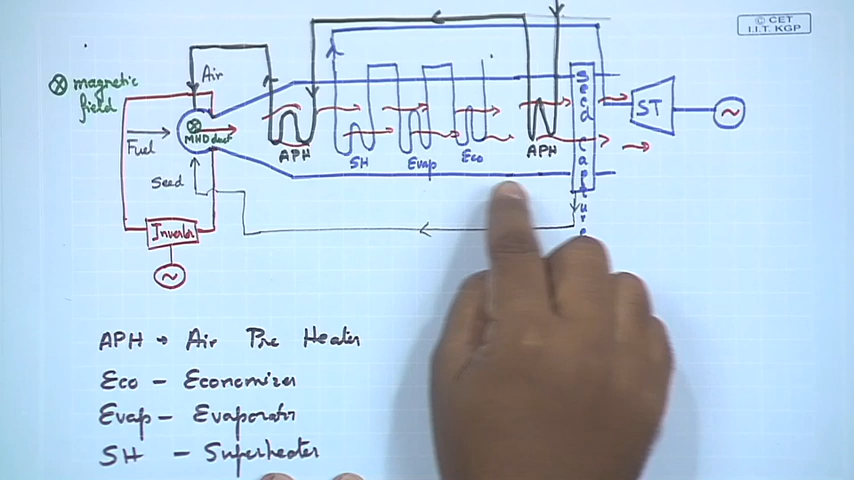 © CET
I.I.T. KGP
⊗ magnetic
field
Air
Fuel
MHD duct
Seed
Invertor
~
APH
SH
Evap
Eco
APH
Seed Capture
ST
~
APH → Air Pre Heater
Eco – Economizer
Evap – Evaporator
SH – Superheater